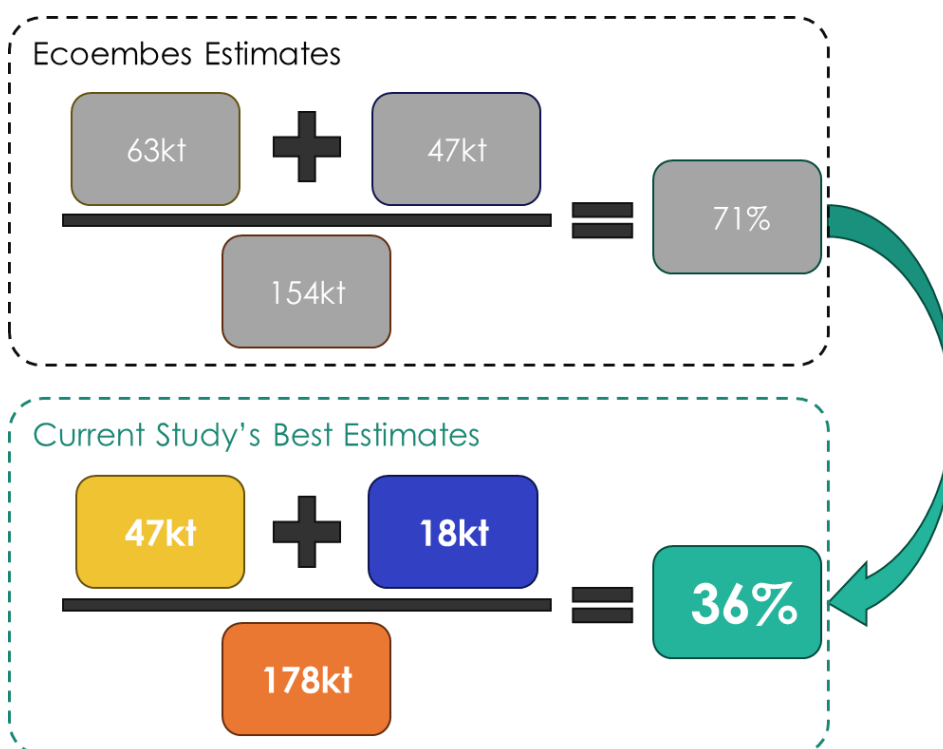 Ecoembes Estimates
63kt + 47kt
= 71%
154kt
Current Study's Best Estimates
47kt + 18kt
= 36%
178kt